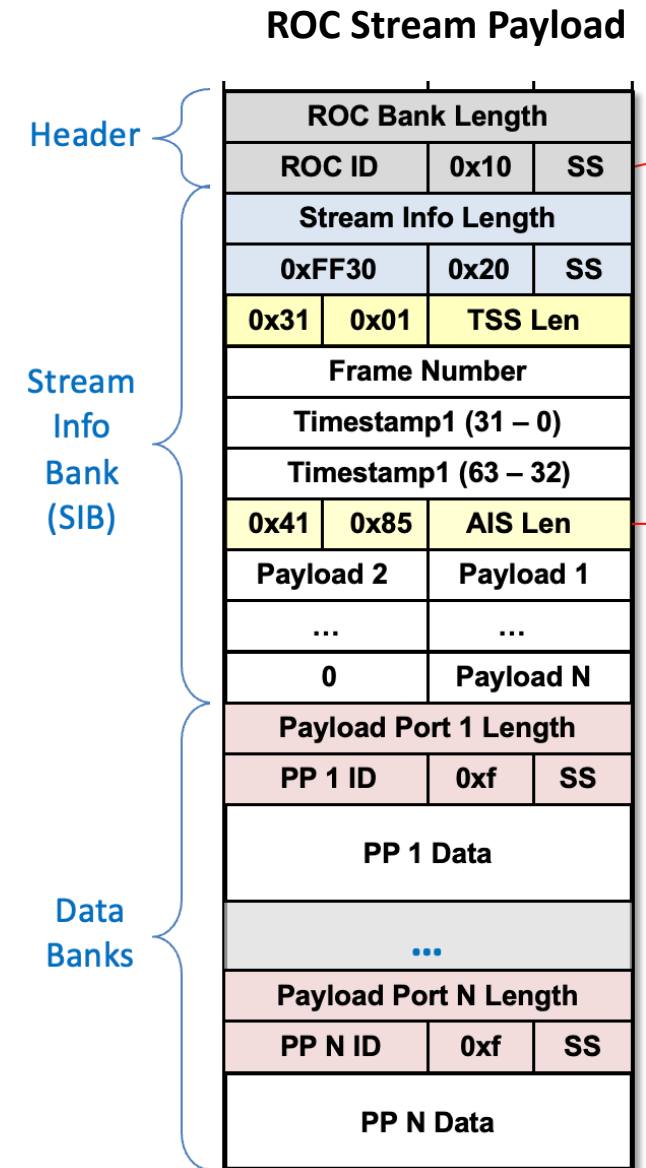 ROC Stream Payload
Header
ROC Bank Length
ROC ID 0x10 SS
Stream Info Bank (SIB)
Stream Info Length
0xFF30 0x20 SS
0x31 0x01 TSS Len
Frame Number
Timestamp1 (31 – 0)
Timestamp1 (63 – 32)
0x41 0x85 AIS Len
Payload 2 Payload 1
... ...
0 Payload N
Data Banks
Payload Port 1 Length
PP 1 ID 0xf SS
PP 1 Data
...
Payload Port N Length
PP N ID 0xf SS
PP N Data